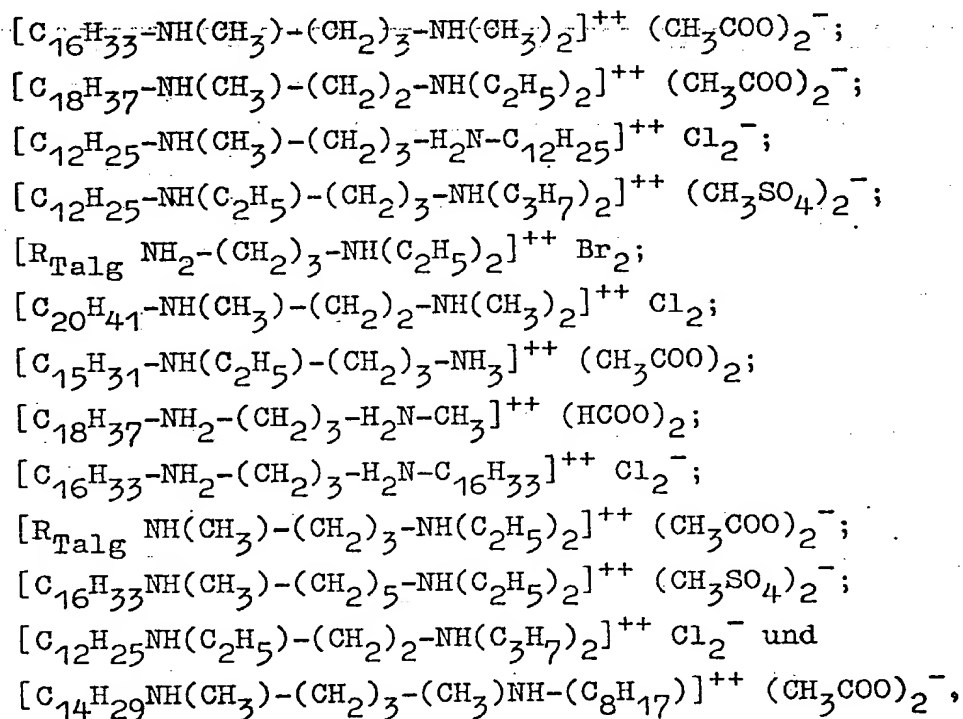 [C₁₆H₃₃-NH(CH₃)-(CH₂)₃-NH(CH₃)₂]⁺⁺ (CH₃COO)₂⁻;
[C₁₈H₃₇-NH(CH₃)-(CH₂)₂-NH(C₂H₅)₂]⁺⁺ (CH₃COO)₂⁻;
[C₁₂H₂₅-NH(CH₃)-(CH₂)₃-H₂N-C₁₂H₂₅]⁺⁺ Cl₂⁻;
[C₁₂H₂₅-NH(C₂H₅)-(CH₂)₃-NH(C₃H₇)₂]⁺⁺ (CH₃SO₄)₂⁻;
[R_Talg NH₂-(CH₂)₃-NH(C₂H₅)₂]⁺⁺ Br₂;
[C₂₀H₄₁-NH(CH₃)-(CH₂)₂-NH(CH₃)₂]⁺⁺ Cl₂;
[C₁₅H₃₁-NH(C₂H₅)-(CH₂)₃-NH₃]⁺⁺ (CH₃COO)₂;
[C₁₈H₃₇-NH₂-(CH₂)₃-H₂N-CH₃]⁺⁺ (HCOO)₂;
[C₁₆H₃₃-NH₂-(CH₂)₃-H₂N-C₁₆H₃₃]⁺⁺ Cl₂⁻;
[R_Talg NH(CH₃)-(CH₂)₃-NH(C₂H₅)₂]⁺⁺ (CH₃COO)₂⁻;
[C₁₆H₃₃NH(CH₃)-(CH₂)₅-NH(C₂H₅)₂]⁺⁺ (CH₃SO₄)₂⁻;
[C₁₂H₂₅NH(C₂H₅)-(CH₂)₂-NH(C₃H₇)₂]⁺⁺ Cl₂⁻ und
[C₁₄H₂₉NH(CH₃)-(CH₂)₃-(CH₃)NH-(C₈H₁₇)]⁺⁺ (CH₃COO)₂⁻,